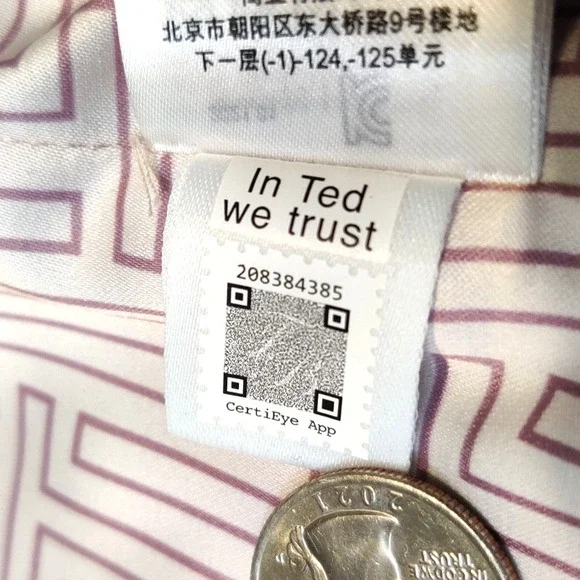 北京市朝阳区东大桥路9号楼地
下一层(-1)-124,-125单元
In Ted
we trust
208384385
CertiEye App
2021
TRUST